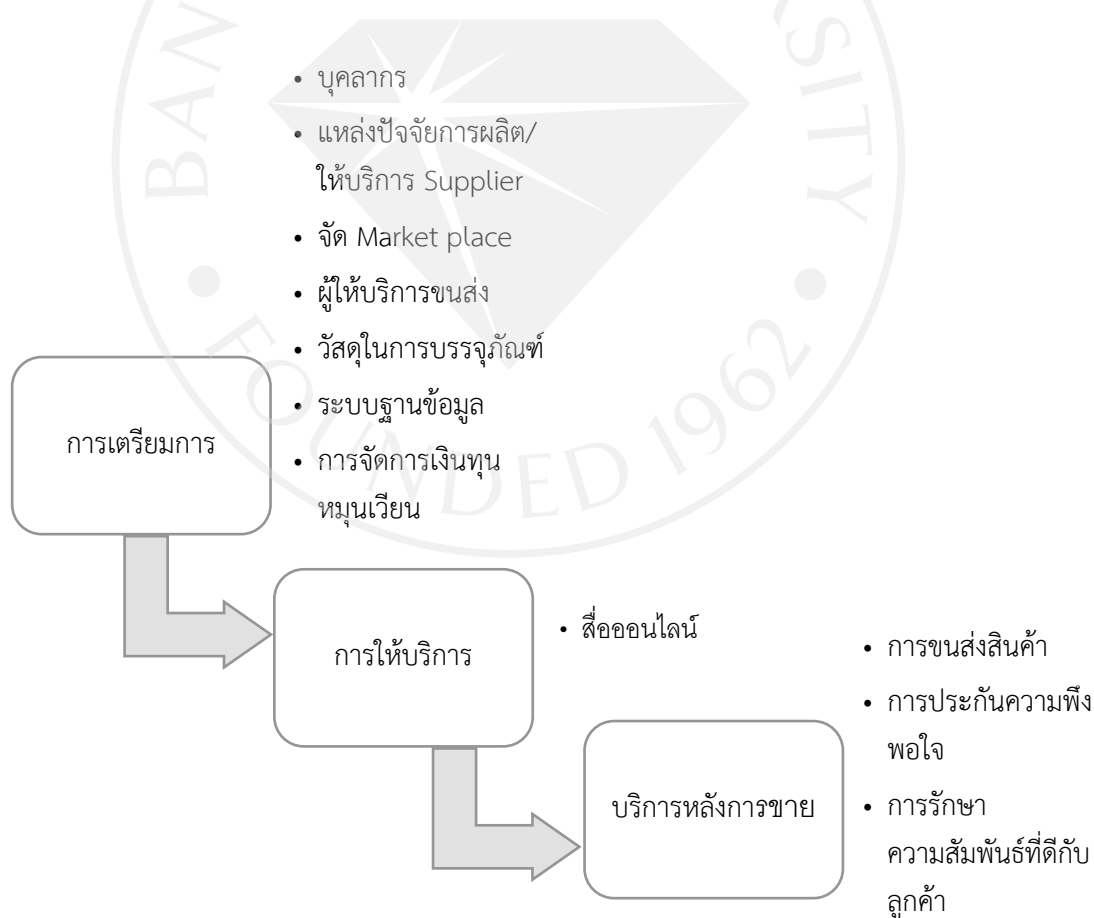 • บุคลากร
• แหล่งปัจจัยการผลิต/
ให้บริการ Supplier
• จัด Market place
• ผู้ให้บริการขนส่ง
• วัสดุในการบรรจุภัณฑ์
• ระบบฐานข้อมูล
• การจัดการเงินทุน
หมุนเวียน
การเตรียมการ
การให้บริการ
• สื่อออนไลน์
บริการหลังการขาย
• การขนส่งสินค้า
• การประกันความพึง
พอใจ
• การรักษา
ความสัมพันธ์ที่ดีกับ
ลูกค้า
FOUNDED 1962